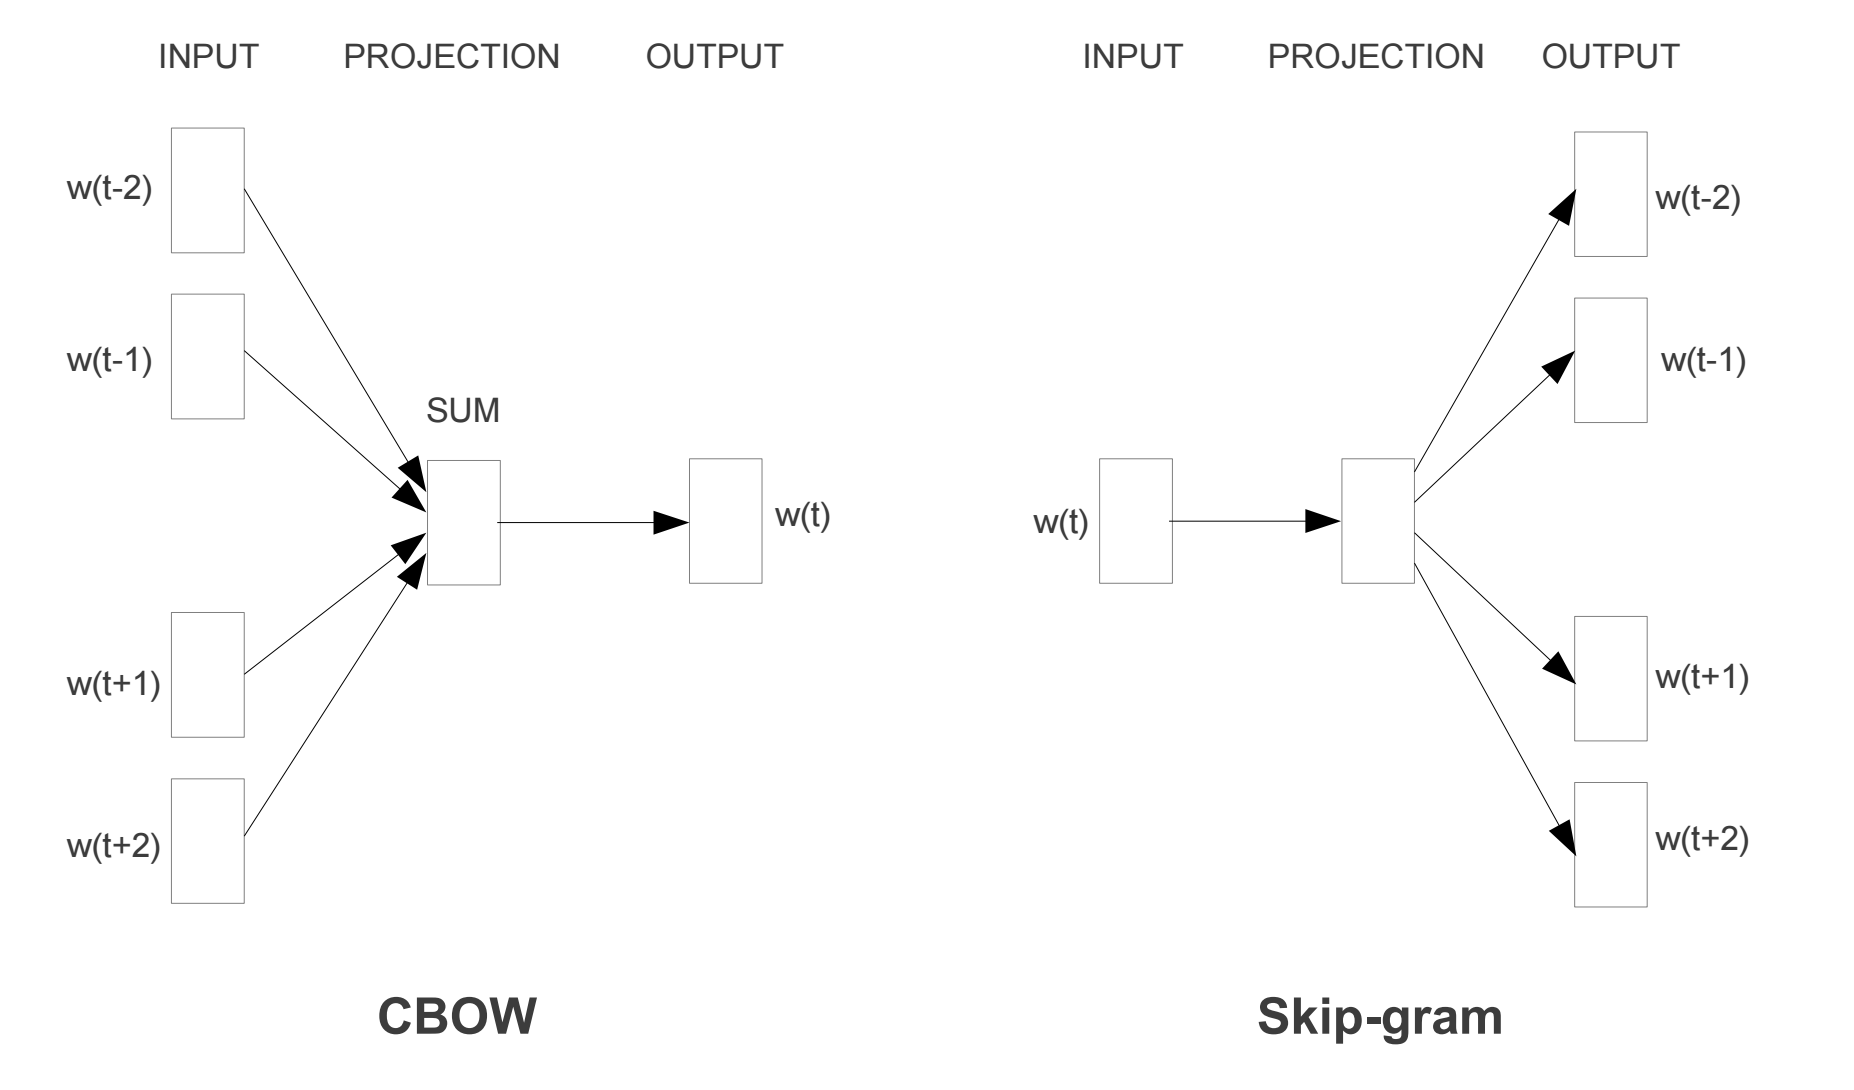 INPUT PROJECTION OUTPUT
w(t-2)
w(t-1)
SUM
w(t)
w(t+1)
w(t+2)
CBOW
INPUT PROJECTION OUTPUT
w(t-2)
w(t-1)
w(t)
w(t+1)
w(t+2)
Skip-gram